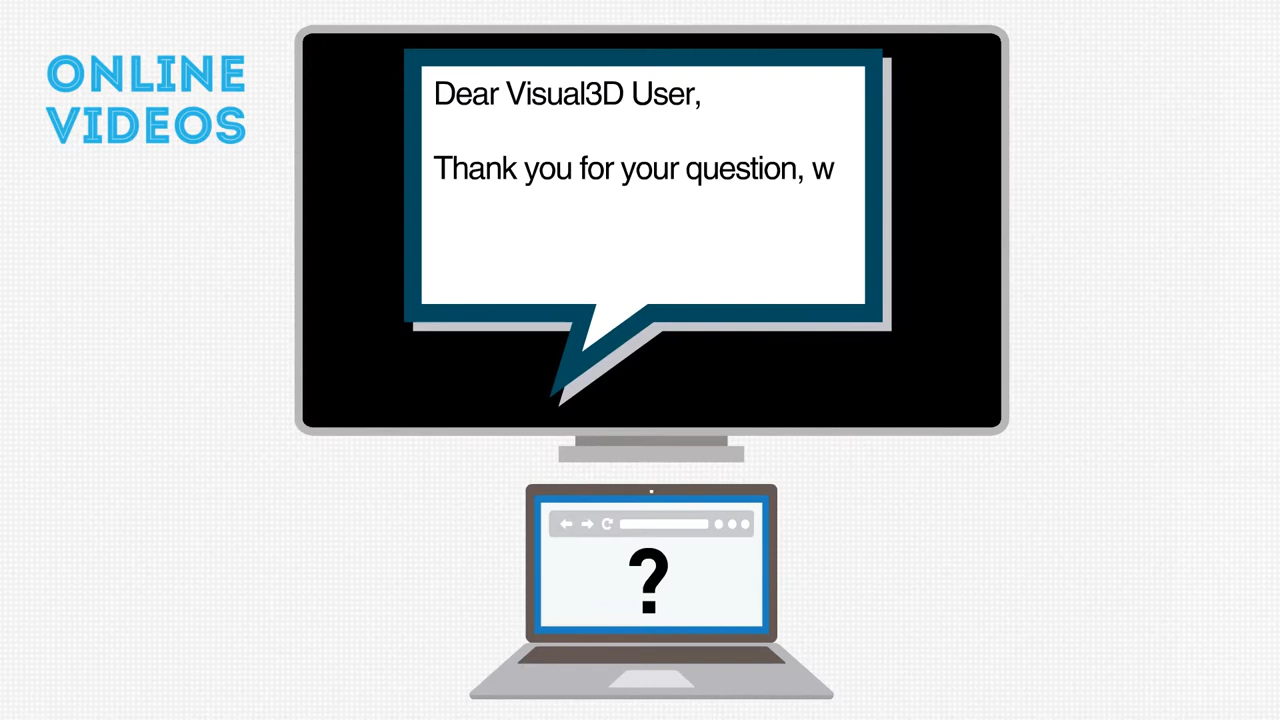 ONLINE
VIDEOS
Dear Visual3D User,
Thank you for your question, w
?